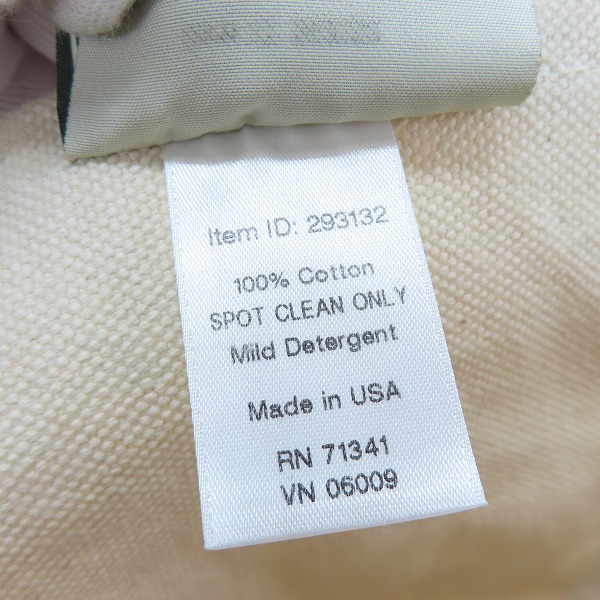 Item ID: 293132
100% Cotton
SPOT CLEAN ONLY
Mild Detergent
Made in USA
RN 71341
VN 06009